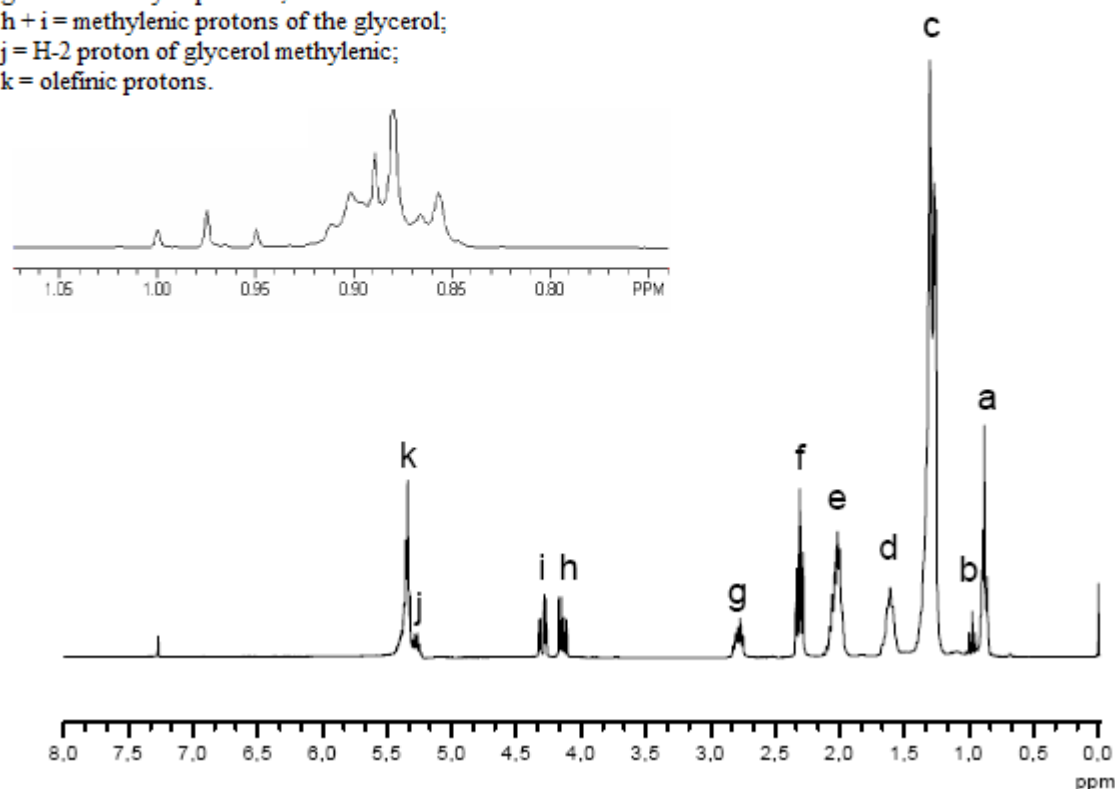 h + i = methylenic protons of the glycerol;
j = H-2 proton of glycerol methylenic;
k = olefinic protons.
c
1.05 1.00 0.95 0.90 0.85 0.80 PPM
a
k
f
e
d
i h
b
g
j
8,0 7,5 7,0 6,5 6,0 5,5 5,0 4,5 4,0 3,5 3,0 2,5 2,0 1,5 1,0 0,5 0,0
ppm